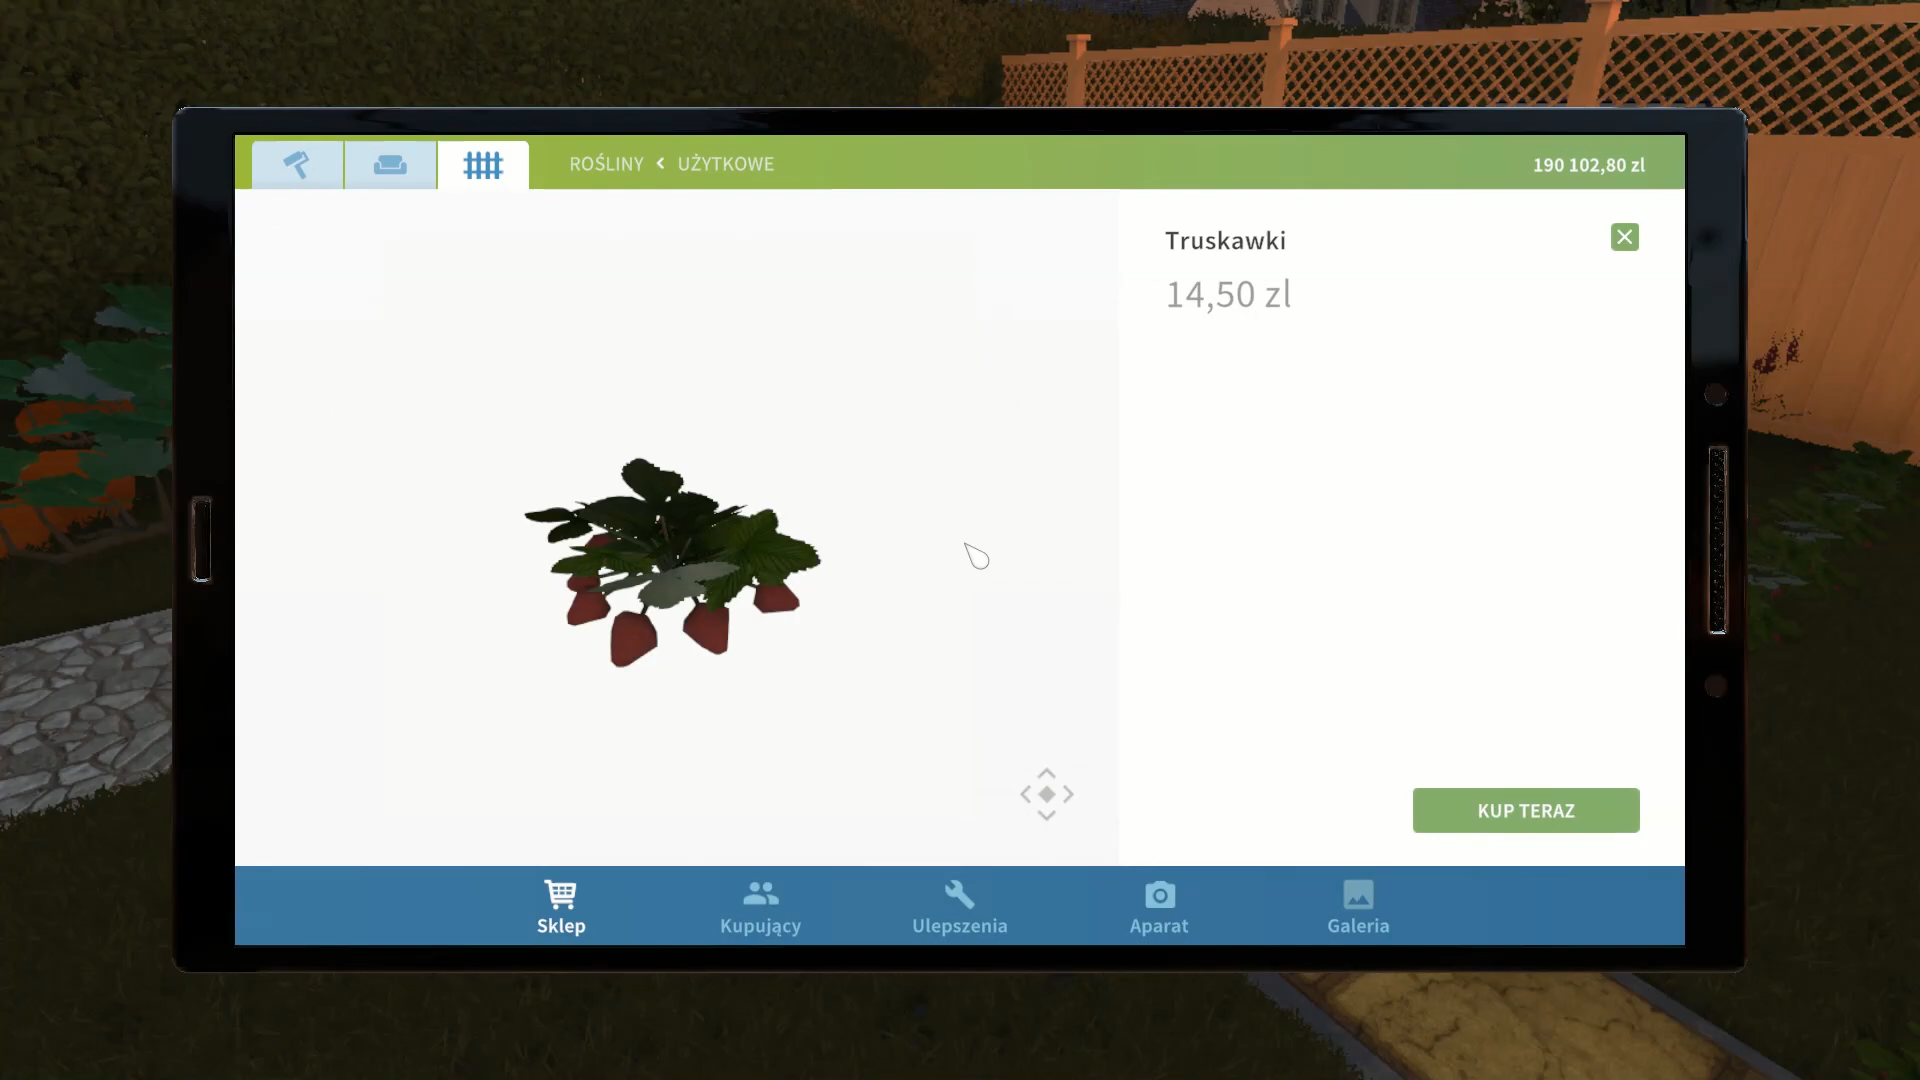 ROŚLINY < UŻYTKOWE
190 102,80 zl
Truskawki
14,50 zl
KUP TERAZ
Sklep
Kupujący
Ulepszenia
Aparat
Galeria